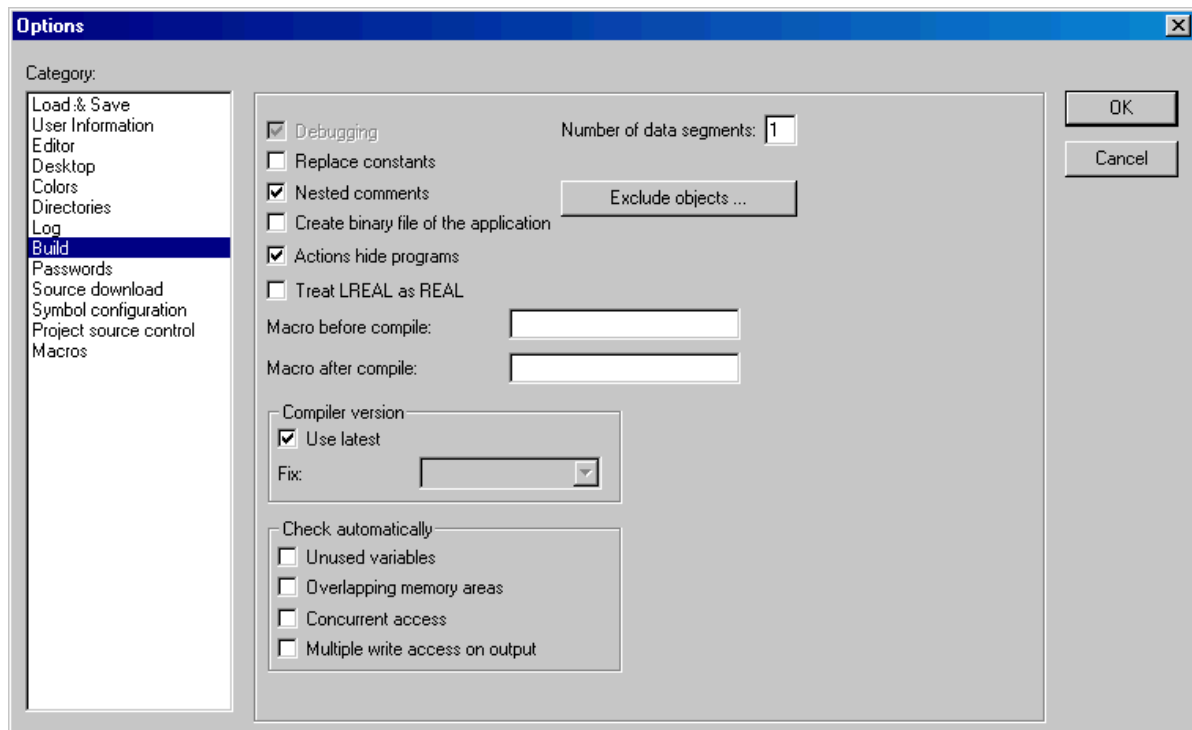 Options
Category:
Load & Save
User Information
Editor
Desktop
Colors
Directories
Log
Build
Passwords
Source download
Symbol configuration
Project source control
Macros
Debugging
Number of data segments: 1
Replace constants
Nested comments
Exclude objects ...
Create binary file of the application
Actions hide programs
Treat LREAL as REAL
Macro before compile:
Macro after compile:
Compiler version
Use latest
Fix:
Check automatically
Unused variables
Overlapping memory areas
Concurrent access
Multiple write access on output
OK
Cancel